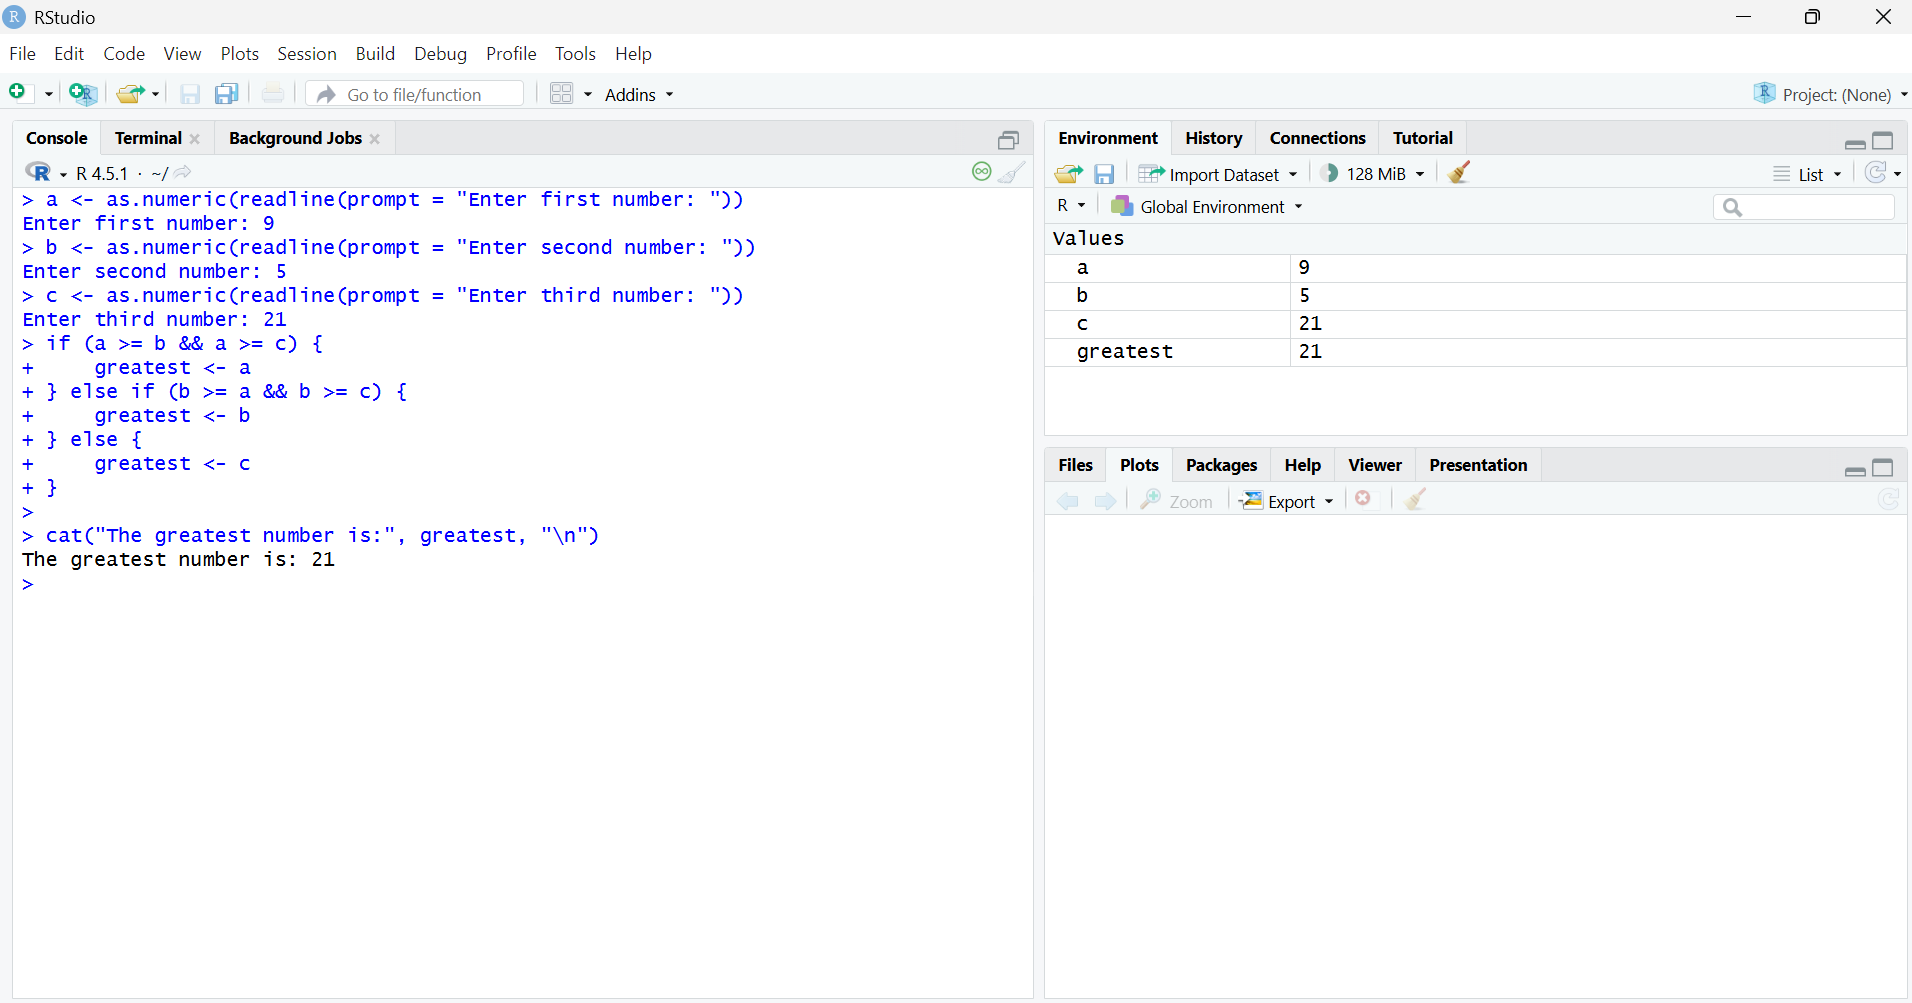 RStudio
File Edit Code View Plots Session Build Debug Profile Tools Help
Go to file/function Addins Project: (None)
Console Terminal Background Jobs
R 4.5.1 · ~/
> a <- as.numeric(readline(prompt = "Enter first number: "))
Enter first number: 9
> b <- as.numeric(readline(prompt = "Enter second number: "))
Enter second number: 5
> c <- as.numeric(readline(prompt = "Enter third number: "))
Enter third number: 21
> if (a >= b && a >= c) {
+     greatest <- a
+ } else if (b >= a && b >= c) {
+     greatest <- b
+ } else {
+     greatest <- c
+ }
>
> cat("The greatest number is:", greatest, "\n")
The greatest number is: 21
>
Environment History Connections Tutorial
Import Dataset 128 MiB List
R Global Environment
Values
a 9
b 5
c 21
greatest 21
Files Plots Packages Help Viewer Presentation
Zoom Export